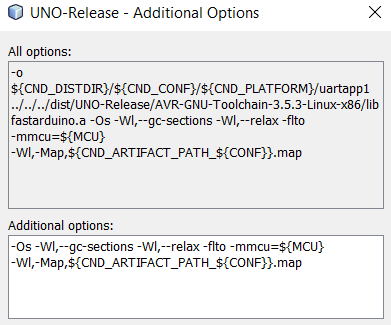 UNO-Release - Additional Options
All options:
-o
${CND_DISTDIR}/${CND_CONF}/${CND_PLATFORM}/uartapp1
../../../dist/UNO-Release/AVR-GNU-Toolchain-3.5.3-Linux-x86/lib
fastarduino.a -Os -Wl,--gc-sections -Wl,--relax -flto
-mmcu=${MCU}
-Wl,-Map,${CND_ARTIFACT_PATH_${CONF}}.map
Additional options:
-Os -Wl,--gc-sections -Wl,--relax -flto -mmcu=${MCU}
-Wl,-Map,${CND_ARTIFACT_PATH_${CONF}}.map